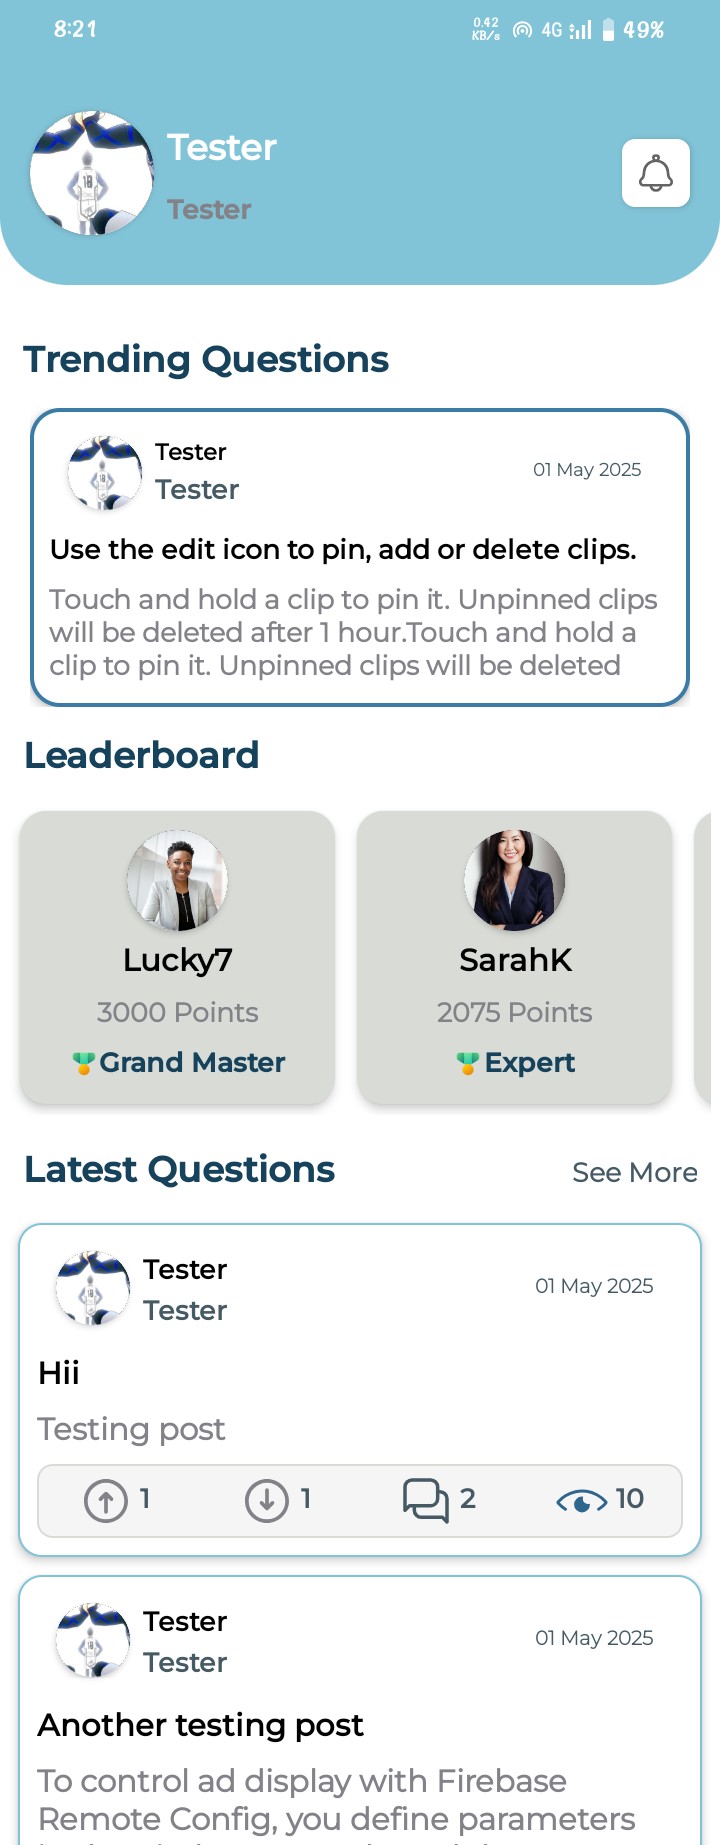 8:21
0.42
KB/s
4G
49%
Tester
Tester
Trending Questions
Tester
Tester
01 May 2025
Use the edit icon to pin, add or delete clips.
Touch and hold a clip to pin it. Unpinned clips
will be deleted after 1 hour.Touch and hold a
clip to pin it. Unpinned clips will be deleted
Leaderboard
Lucky7
3000 Points
Grand Master
SarahK
2075 Points
Expert
Latest Questions
See More
Tester
Tester
01 May 2025
Hii
Testing post
1
1
2
10
Tester
Tester
01 May 2025
Another testing post
To control ad display with Firebase
Remote Config, you define parameters